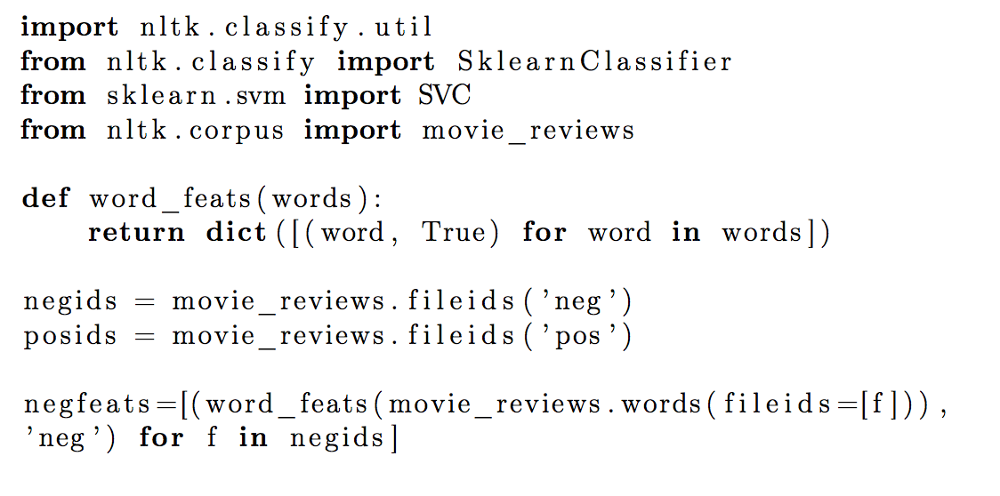 import nltk.classify.util
from nltk.classify import SklearnClassifier
from sklearn.svm import SVC
from nltk.corpus import movie_reviews
def word_feats(words):
return dict([(word, True) for word in words])
negids = movie_reviews.fileids('neg')
posids = movie_reviews.fileids('pos')
negfeats=[(word_feats(movie_reviews.words(fileids=[f])),
'neg') for f in negids]